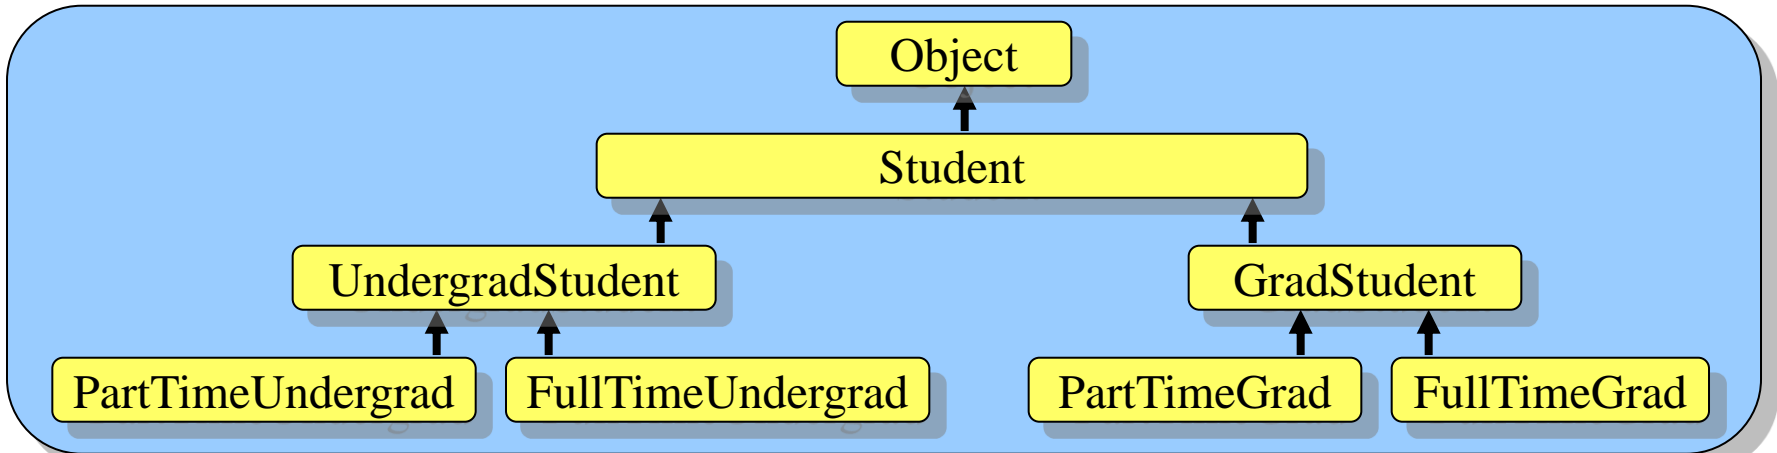 Object
Student
UndergradStudent
GradStudent
PartTimeUndergrad
FullTimeUndergrad
PartTimeGrad
FullTimeGrad